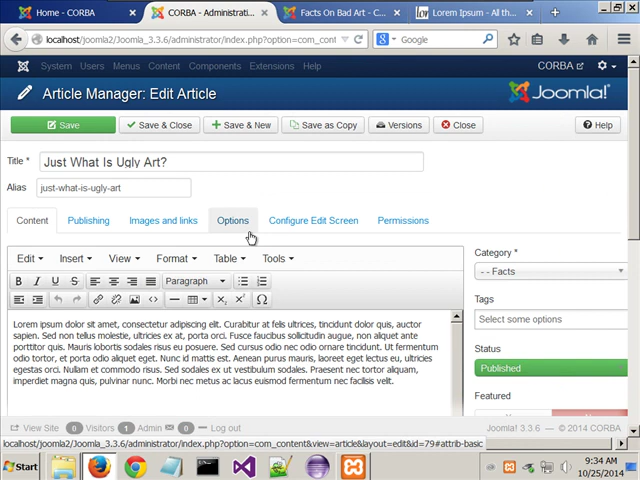 Home - CORBA
CORBA - Administrati...
Facts On Bad Art - C...
Lorem Ipsum - All th...
localhost/joomla2/Joomla_3.3.6/administrator/index.php?option=com_cont
Google
System Users Menus Content Components Extensions Help
CORBA
Article Manager: Edit Article
Joomla!
Save
Save & Close
Save & New
Save as Copy
Versions
Close
Help
Title *
Just What Is Ugly Art?
Alias
just-what-is-ugly-art
Content Publishing Images and links Options Configure Edit Screen Permissions
Edit Insert View Format Table Tools
B I U S Paragraph
Category *
- - Facts
Tags
Select some options
Status
Published
Featured
Lorem ipsum dolor sit amet, consectetur adipiscing elit. Curabitur at fels ultrices, tincidunt dolor quis, auctor
sapien. Sed non tellus molestie, ultricies ex at, porta orci. Fusce faucibus sollicitudin augue, non aliquet ante
porttitor quis. Mauris lobortis sodales risus eu posuere. Sed cursus odio nec odio ornare mattis. Ut fermentum
odio tortor, et porta odio aliquet eget. Aenean purus mauris, laoreet eget lectus eu, ultricies
egestas leo. Nullam et commodo risus. Sed sodales ex ut vestibulum sodales. Praesent nec tortor aliquam,
imperdiet magna quis, pulvinar nunc. Morbi nec metus ac lacus euismod fermentum nec sodales elit.
View Site 0 Visitors 1 Admin 0 Log out
Joomla! 3.3.6 — © 2014 CORBA
localhost/joomla2/Joomla_3.3.6/administrator/index.php?option=com_content&view=article&layout=edit&id=79#attrib-basic
Start
9:34 AM
10/25/2014